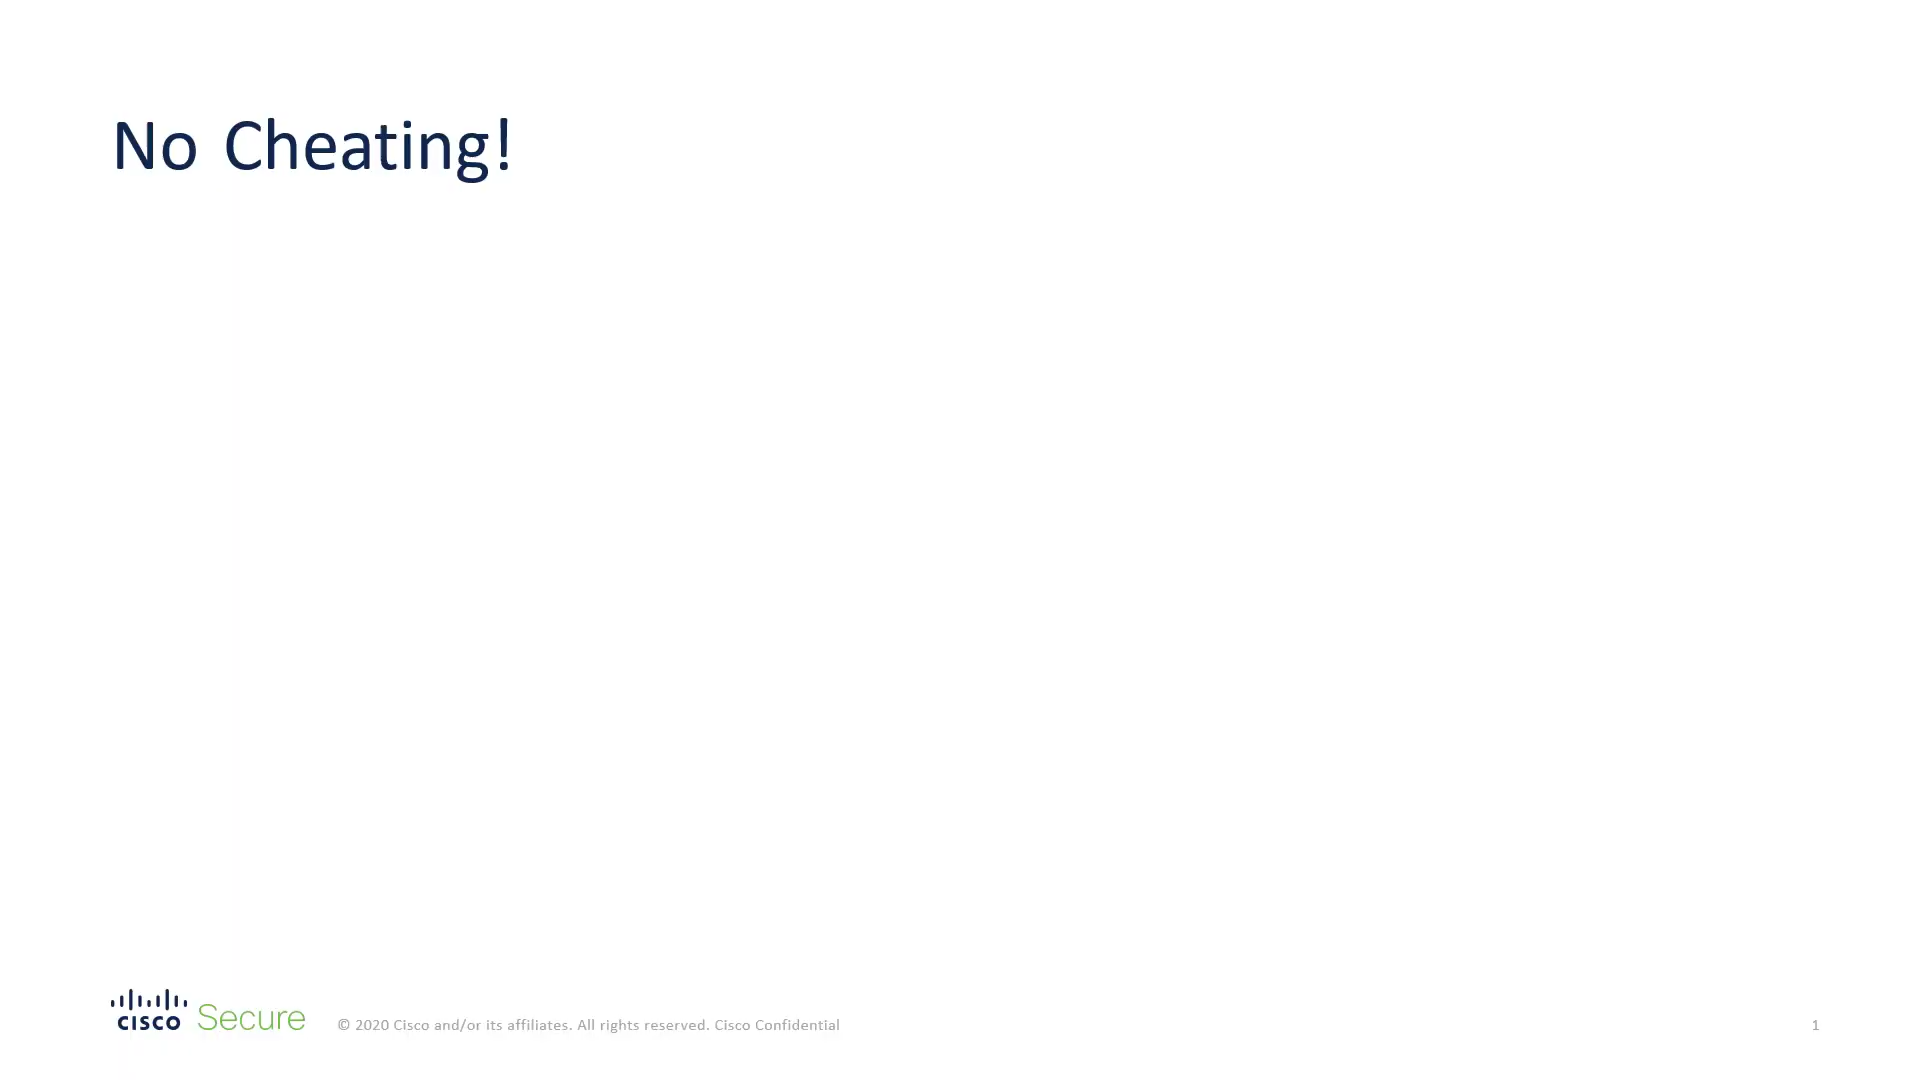 No Cheating!
cisco Secure © 2020 Cisco and/or its affiliates. All rights reserved. Cisco Confidential 1